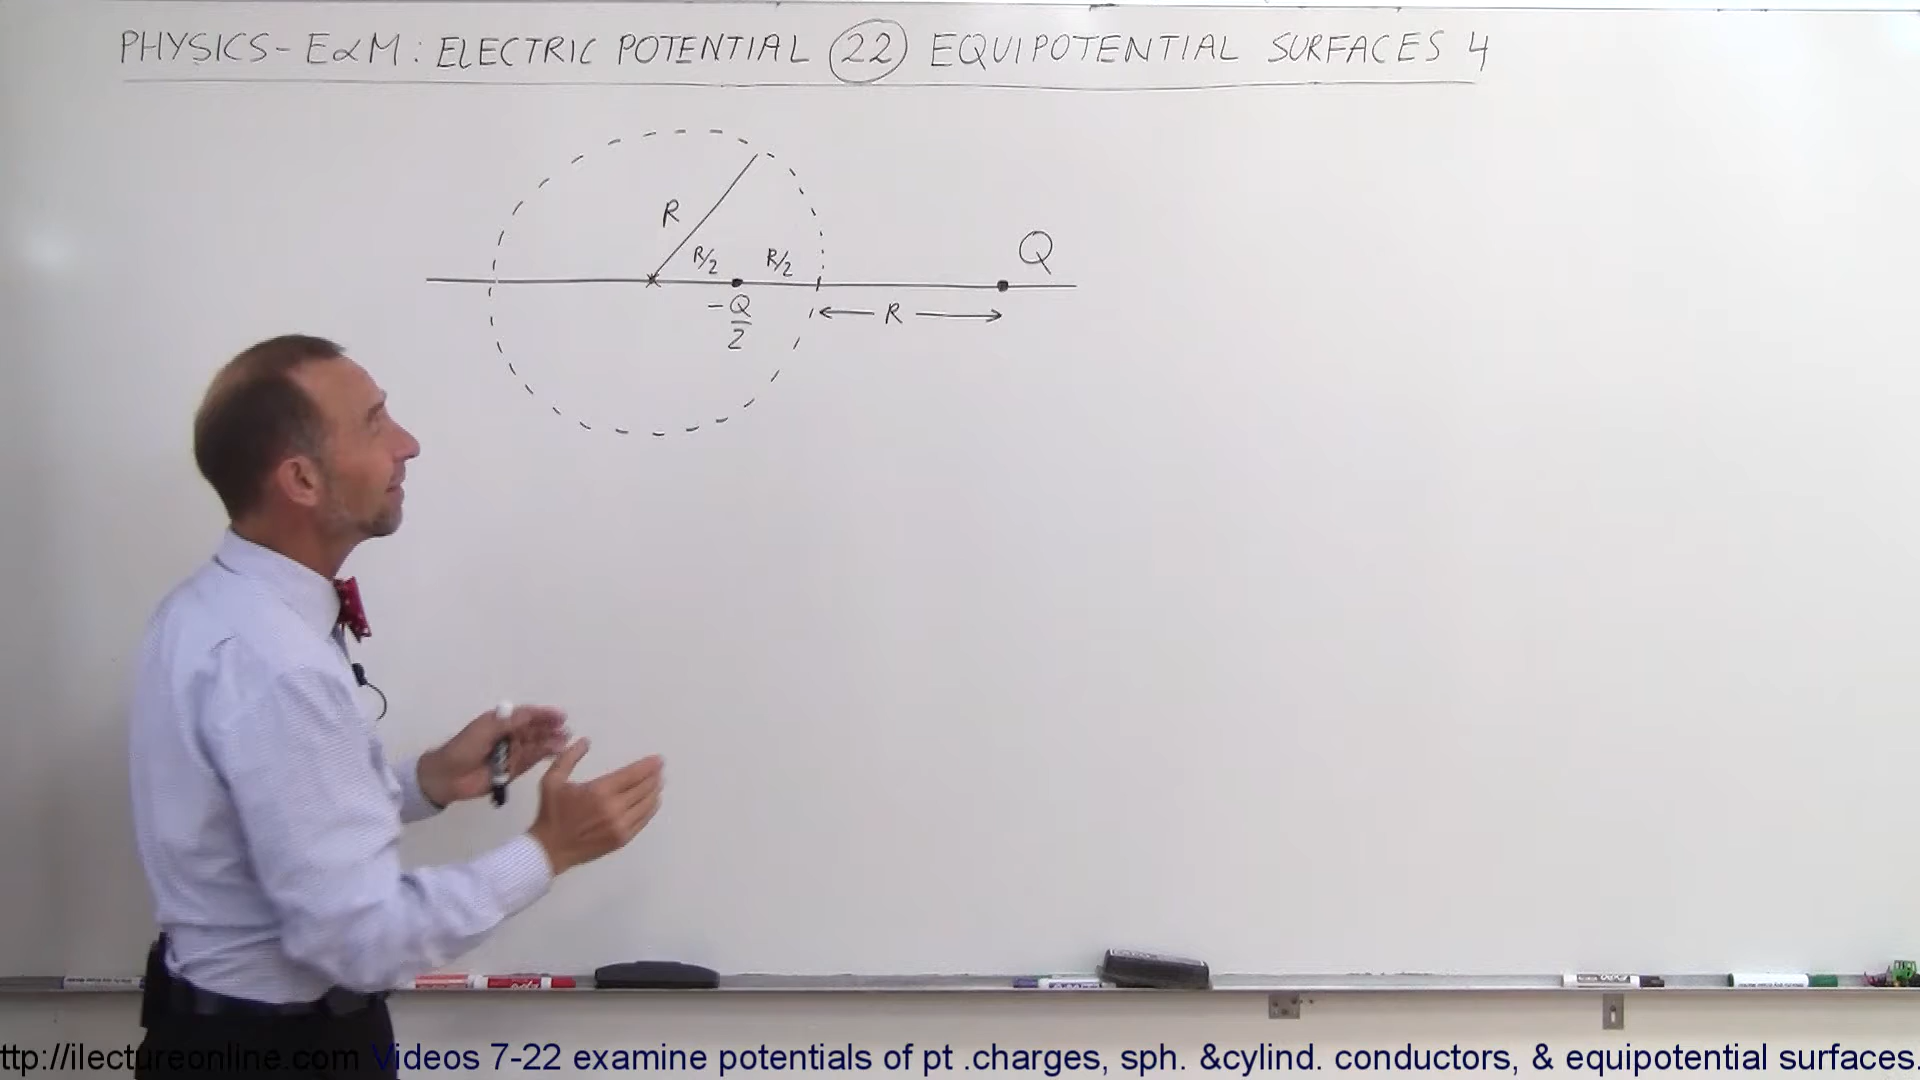 PHYSICS - E&M: ELECTRIC POTENTIAL 22 EQUIPOTENTIAL SURFACES 4
R
R/2 R/2 Q
-Q/2
R
ttp://ilectureonline.com Videos 7-22 examine potentials of pt .charges, sph. &cylind. conductors, & equipotential surfaces.